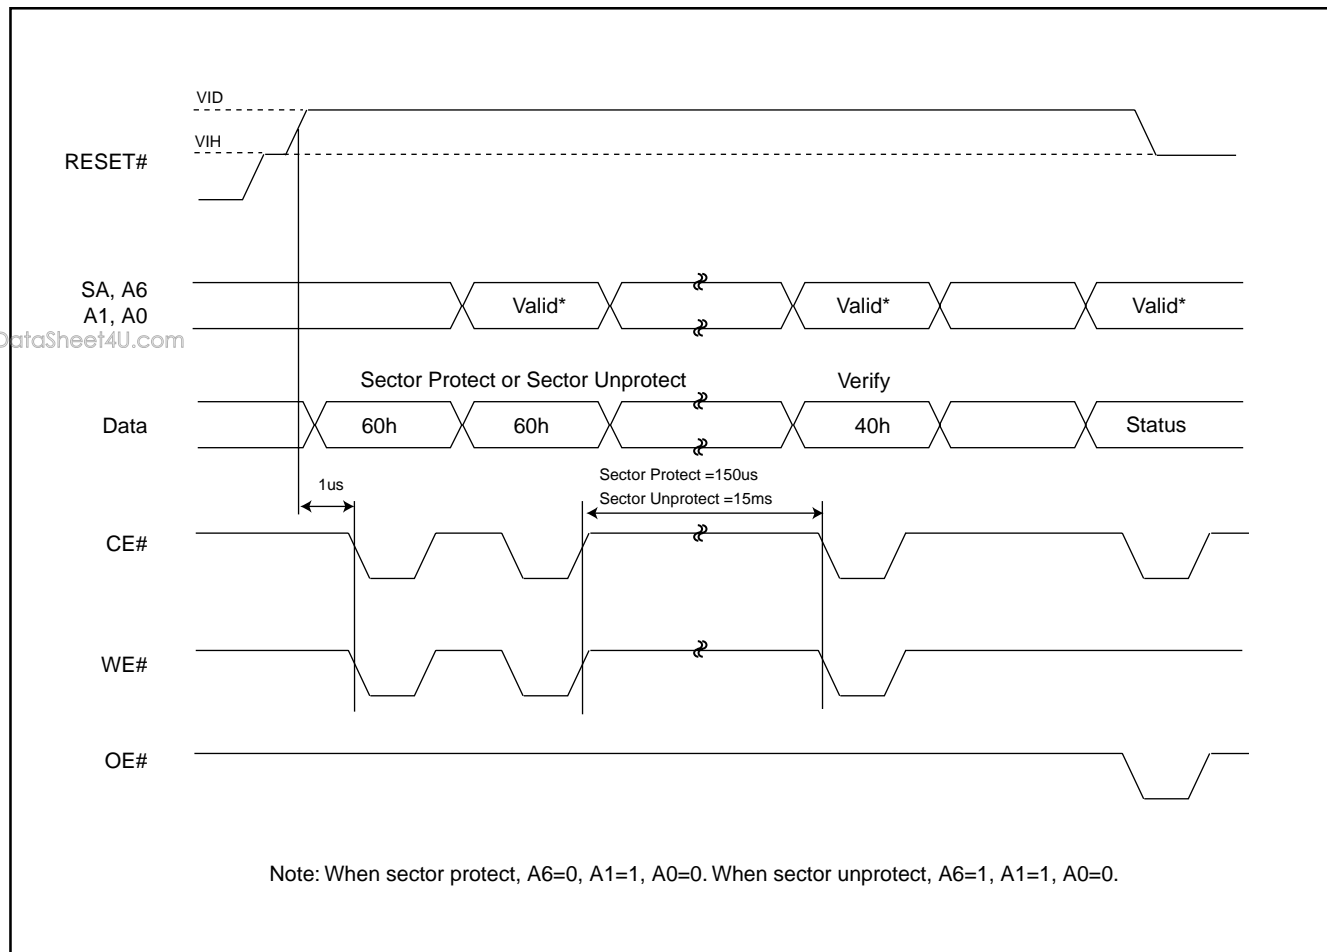 VID
VIH
RESET#
SA, A6
A1, A0
Valid*
Valid*
Valid*
DataSheet4U.com
Sector Protect or Sector Unprotect
Verify
Data
60h
60h
40h
Status
Sector Protect =150us
1us
Sector Unprotect =15ms
CE#
WE#
OE#
Note: When sector protect, A6=0, A1=1, A0=0. When sector unprotect, A6=1, A1=1, A0=0.